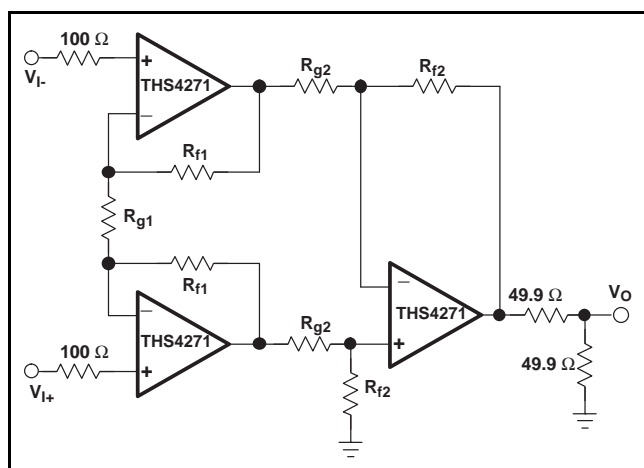 100 Ω
V_I-
+
THS4271
−
R_g2
R_f2
R_f1
R_g1
R_f1
−
THS4271
+
100 Ω
V_I+
R_g2
R_f2
−
THS4271
+
49.9 Ω
V_O
49.9 Ω